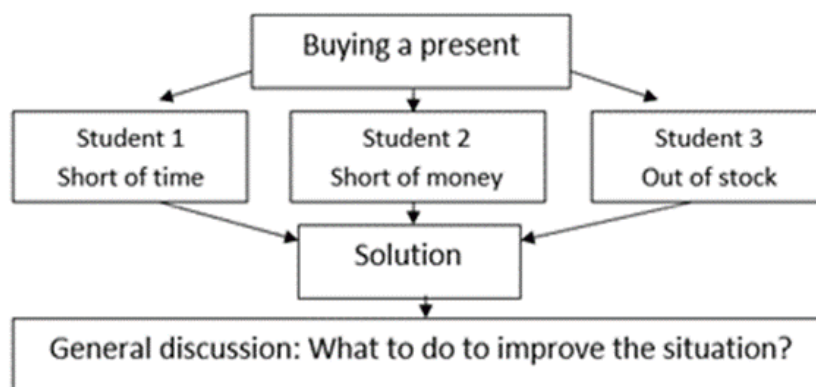 Buying a present
Student 1
Short of time
Student 2
Short of money
Student 3
Out of stock
Solution
General discussion: What to do to improve the situation?